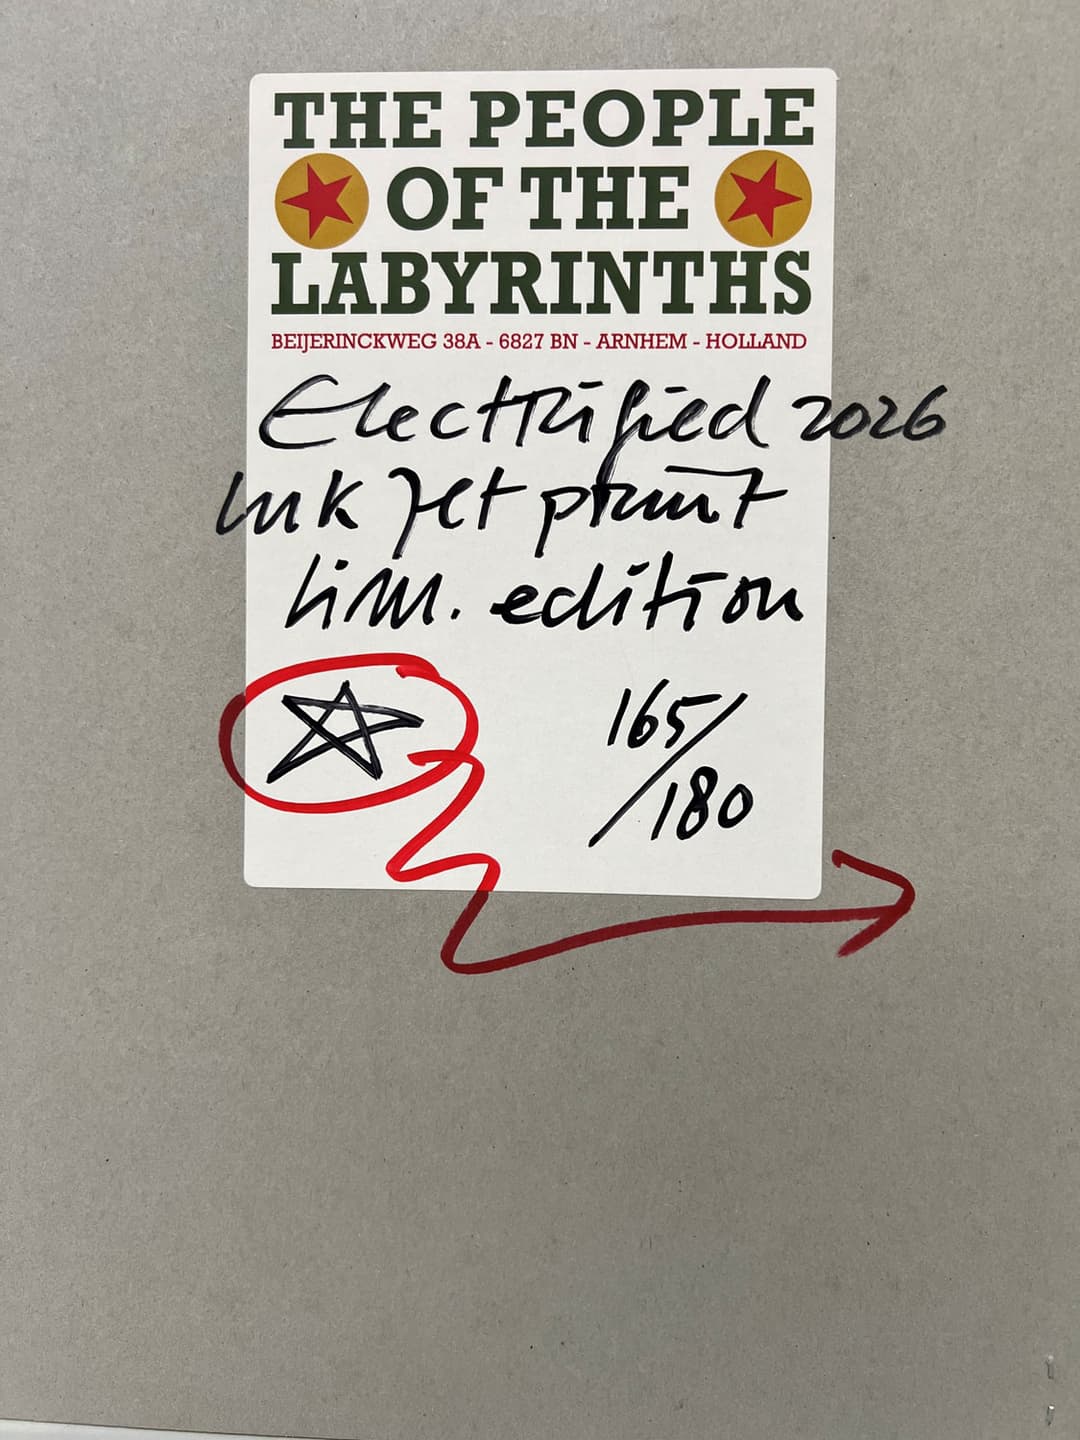 THE PEOPLE
OF THE
LABYRINTHS
BEIJERINCKWEG 38A - 6827 BN - ARNHEM - HOLLAND
Electrified 2026
Ink Jet print
Lim. edition
165/
180